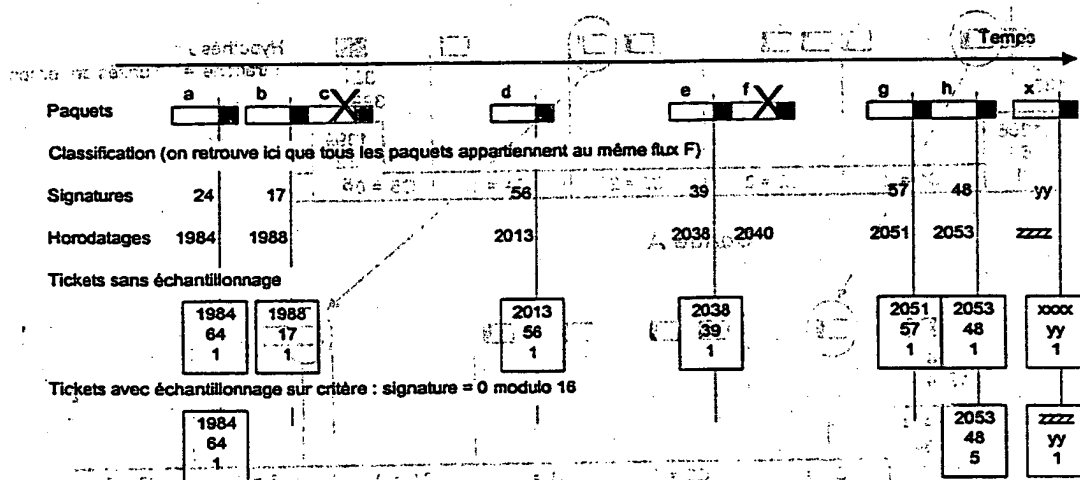 Temps
a b c d e f g h x
Paquets
Classification (on retrouve ici que tous les paquets appartiennent au même flux F)
Signatures 24 17 56 39 57 48 yy
Horodatages 1984 1988 2013 2038 2040 2051 2053 zzzz
Tickets sans échantillonnage
1984 1988 2013 2038 2051 2053 xxxx
64 17 56 39 57 48 yy
1 1 1 1 1 1 1
Tickets avec échantillonnage sur critère : signature = 0 modulo 16
1984 2053 zzzz
64 48 yy
1 5 1